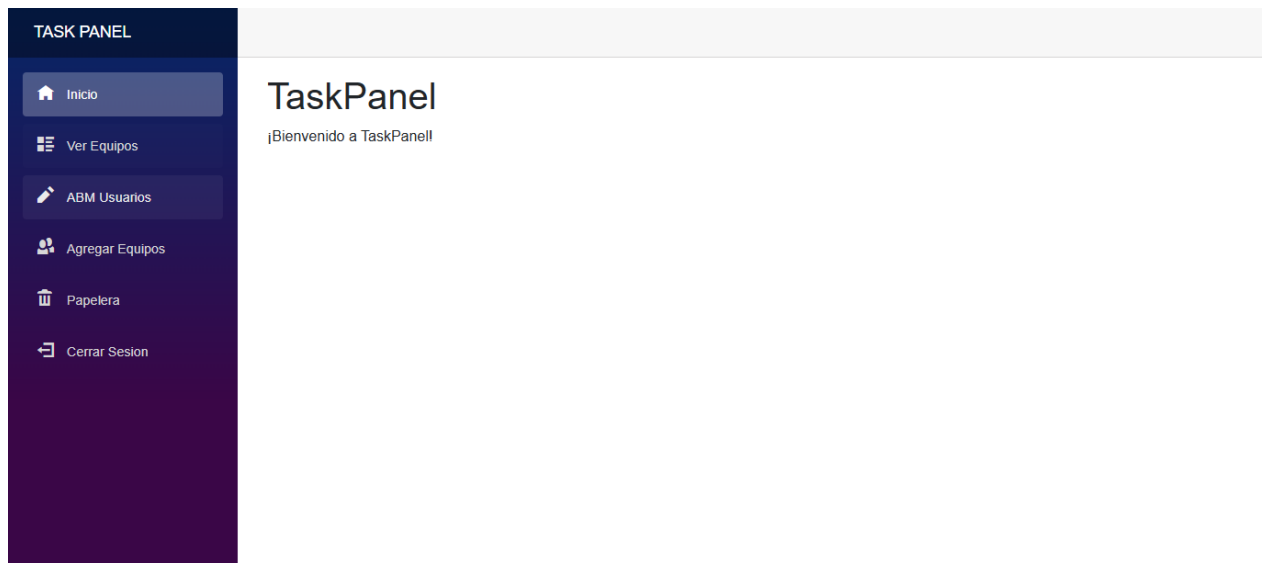 TASK PANEL
Inicio
Ver Equipos
ABM Usuarios
Agregar Equipos
Papelera
Cerrar Sesion
TaskPanel
¡Bienvenido a TaskPanel!